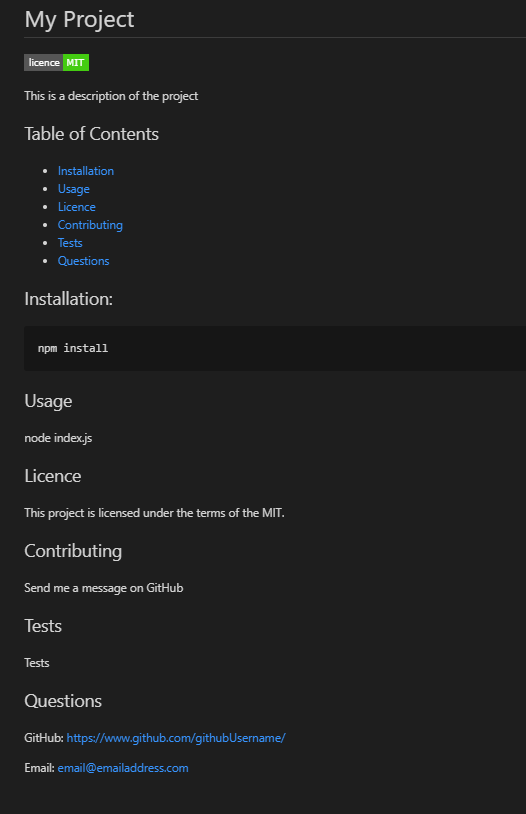 My Project
licence MIT
This is a description of the project
Table of Contents
Installation
Usage
Licence
Contributing
Tests
Questions
Installation:
npm install
Usage
node index.js
Licence
This project is licensed under the terms of the MIT.
Contributing
Send me a message on GitHub
Tests
Tests
Questions
GitHub: https://www.github.com/githubUsername/
Email: email@emailaddress.com